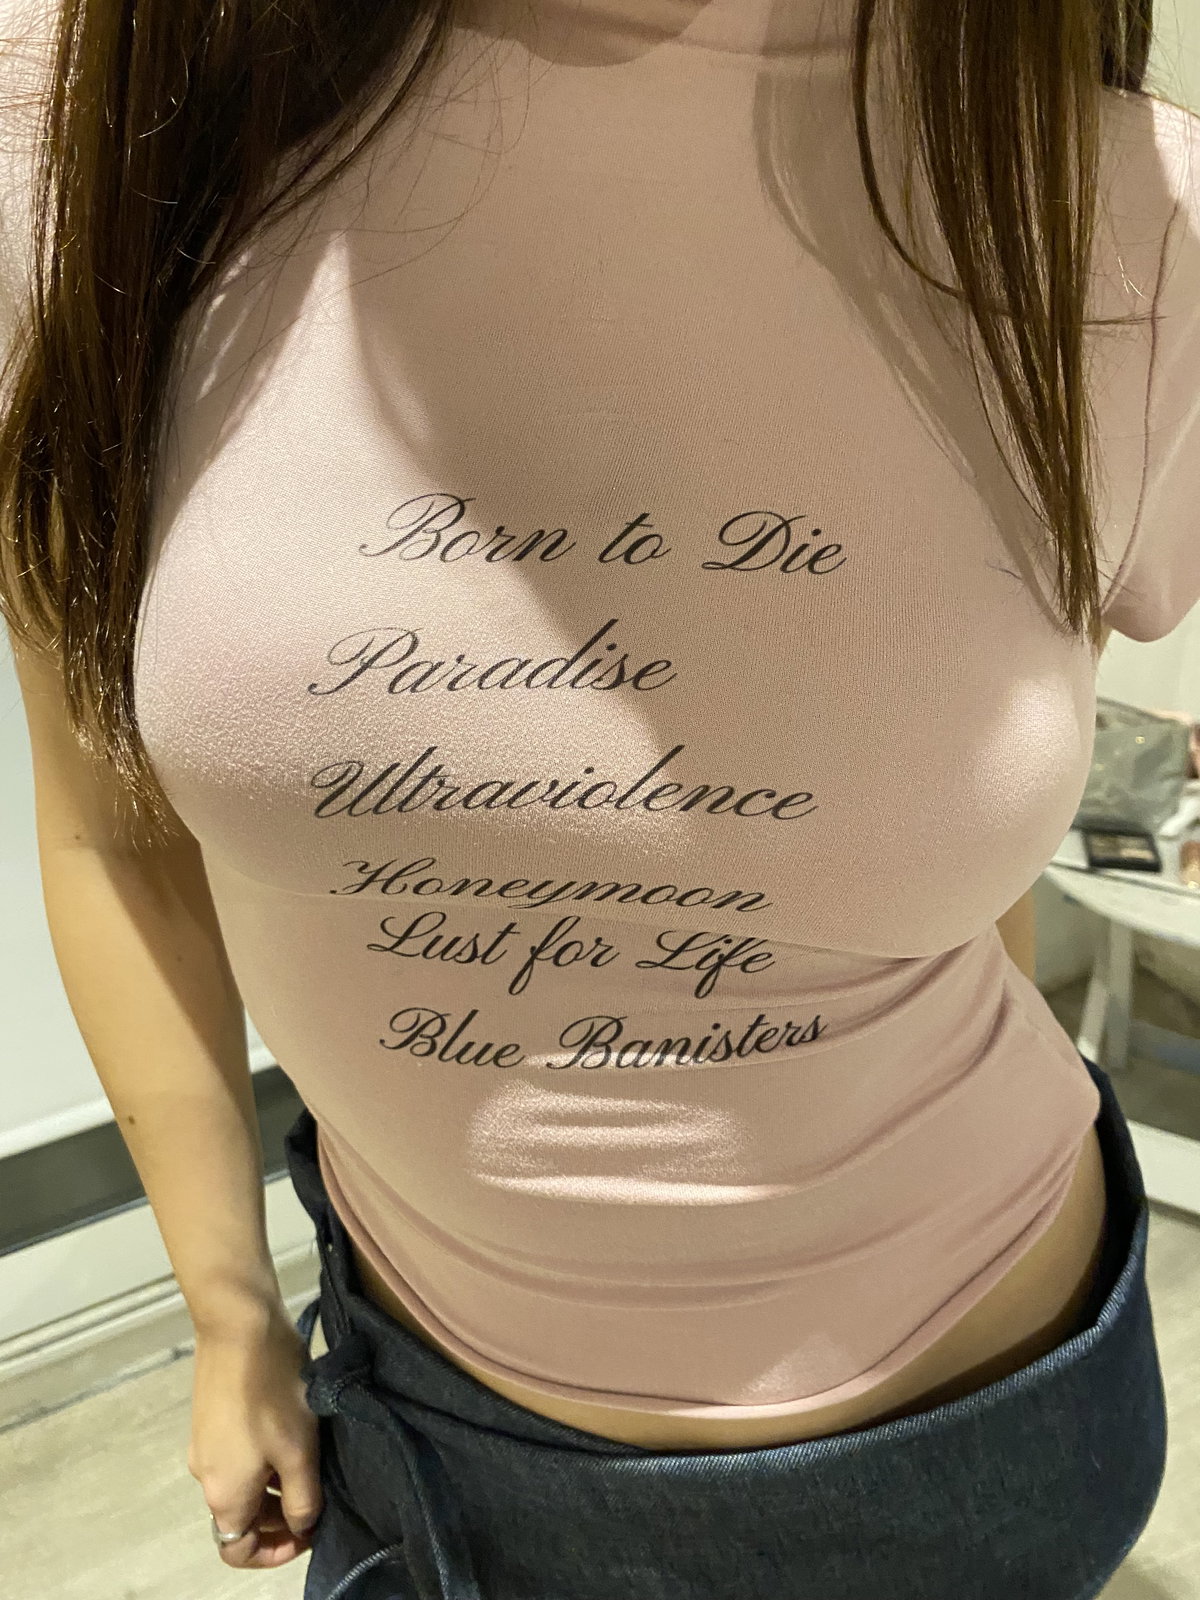 Born to Die
Paradise
Ultraviolence
Honeymoon
Lust for Life
Blue Banisters